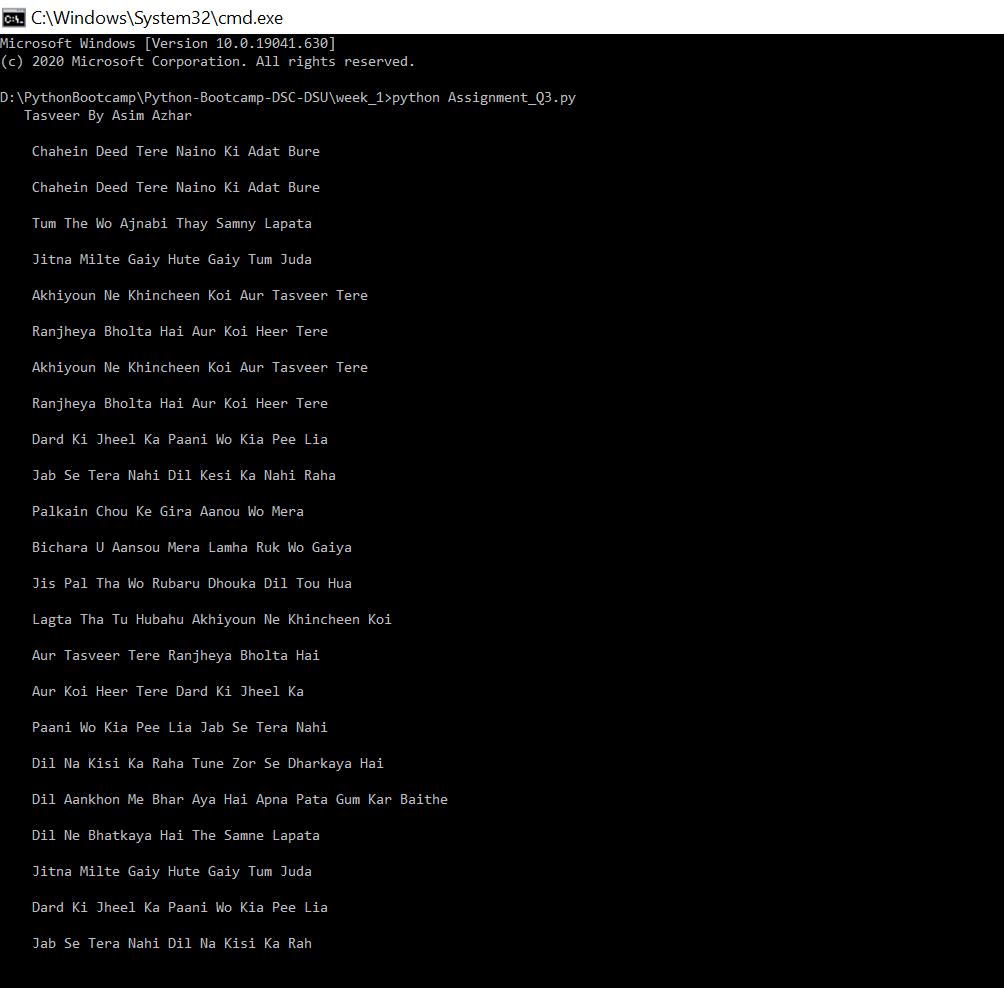 C:\Windows\System32\cmd.exe
Microsoft Windows [Version 10.0.19041.630]
(c) 2020 Microsoft Corporation. All rights reserved.
D:\PythonBootcamp\Python-Bootcamp-DSC-DSU\week_1>python Assignment_Q3.py
Tasveer By Asim Azhar
Chahein Deed Tere Naino Ki Adat Bure
Chahein Deed Tere Naino Ki Adat Bure
Tum The Wo Ajnabi Thay Samny Lapata
Jitna Milte Gaiy Hute Gaiy Tum Juda
Akhiyoun Ne Khincheen Koi Aur Tasveer Tere
Ranjheya Bholta Hai Aur Koi Heer Tere
Akhiyoun Ne Khincheen Koi Aur Tasveer Tere
Ranjheya Bholta Hai Aur Koi Heer Tere
Dard Ki Jheel Ka Paani Wo Kia Pee Lia
Jab Se Tera Nahi Dil Kesi Ka Nahi Raha
Palkain Chou Ke Gira Aanou Wo Mera
Bichara U Aansou Mera Lamha Ruk Wo Gaiya
Jis Pal Tha Wo Rubaru Dhouka Dil Tou Hua
Lagta Tha Tu Hubahu Akhiyoun Ne Khincheen Koi
Aur Tasveer Tere Ranjheya Bholta Hai
Aur Koi Heer Tere Dard Ki Jheel Ka
Paani Wo Kia Pee Lia Jab Se Tera Nahi
Dil Na Kisi Ka Raha Tune Zor Se Dharkaya Hai
Dil Aankhon Me Bhar Aya Hai Apna Pata Gum Kar Baithe
Dil Ne Bhatkaya Hai The Samne Lapata
Jitna Milte Gaiy Hute Gaiy Tum Juda
Dard Ki Jheel Ka Paani Wo Kia Pee Lia
Jab Se Tera Nahi Dil Na Kisi Ka Rah